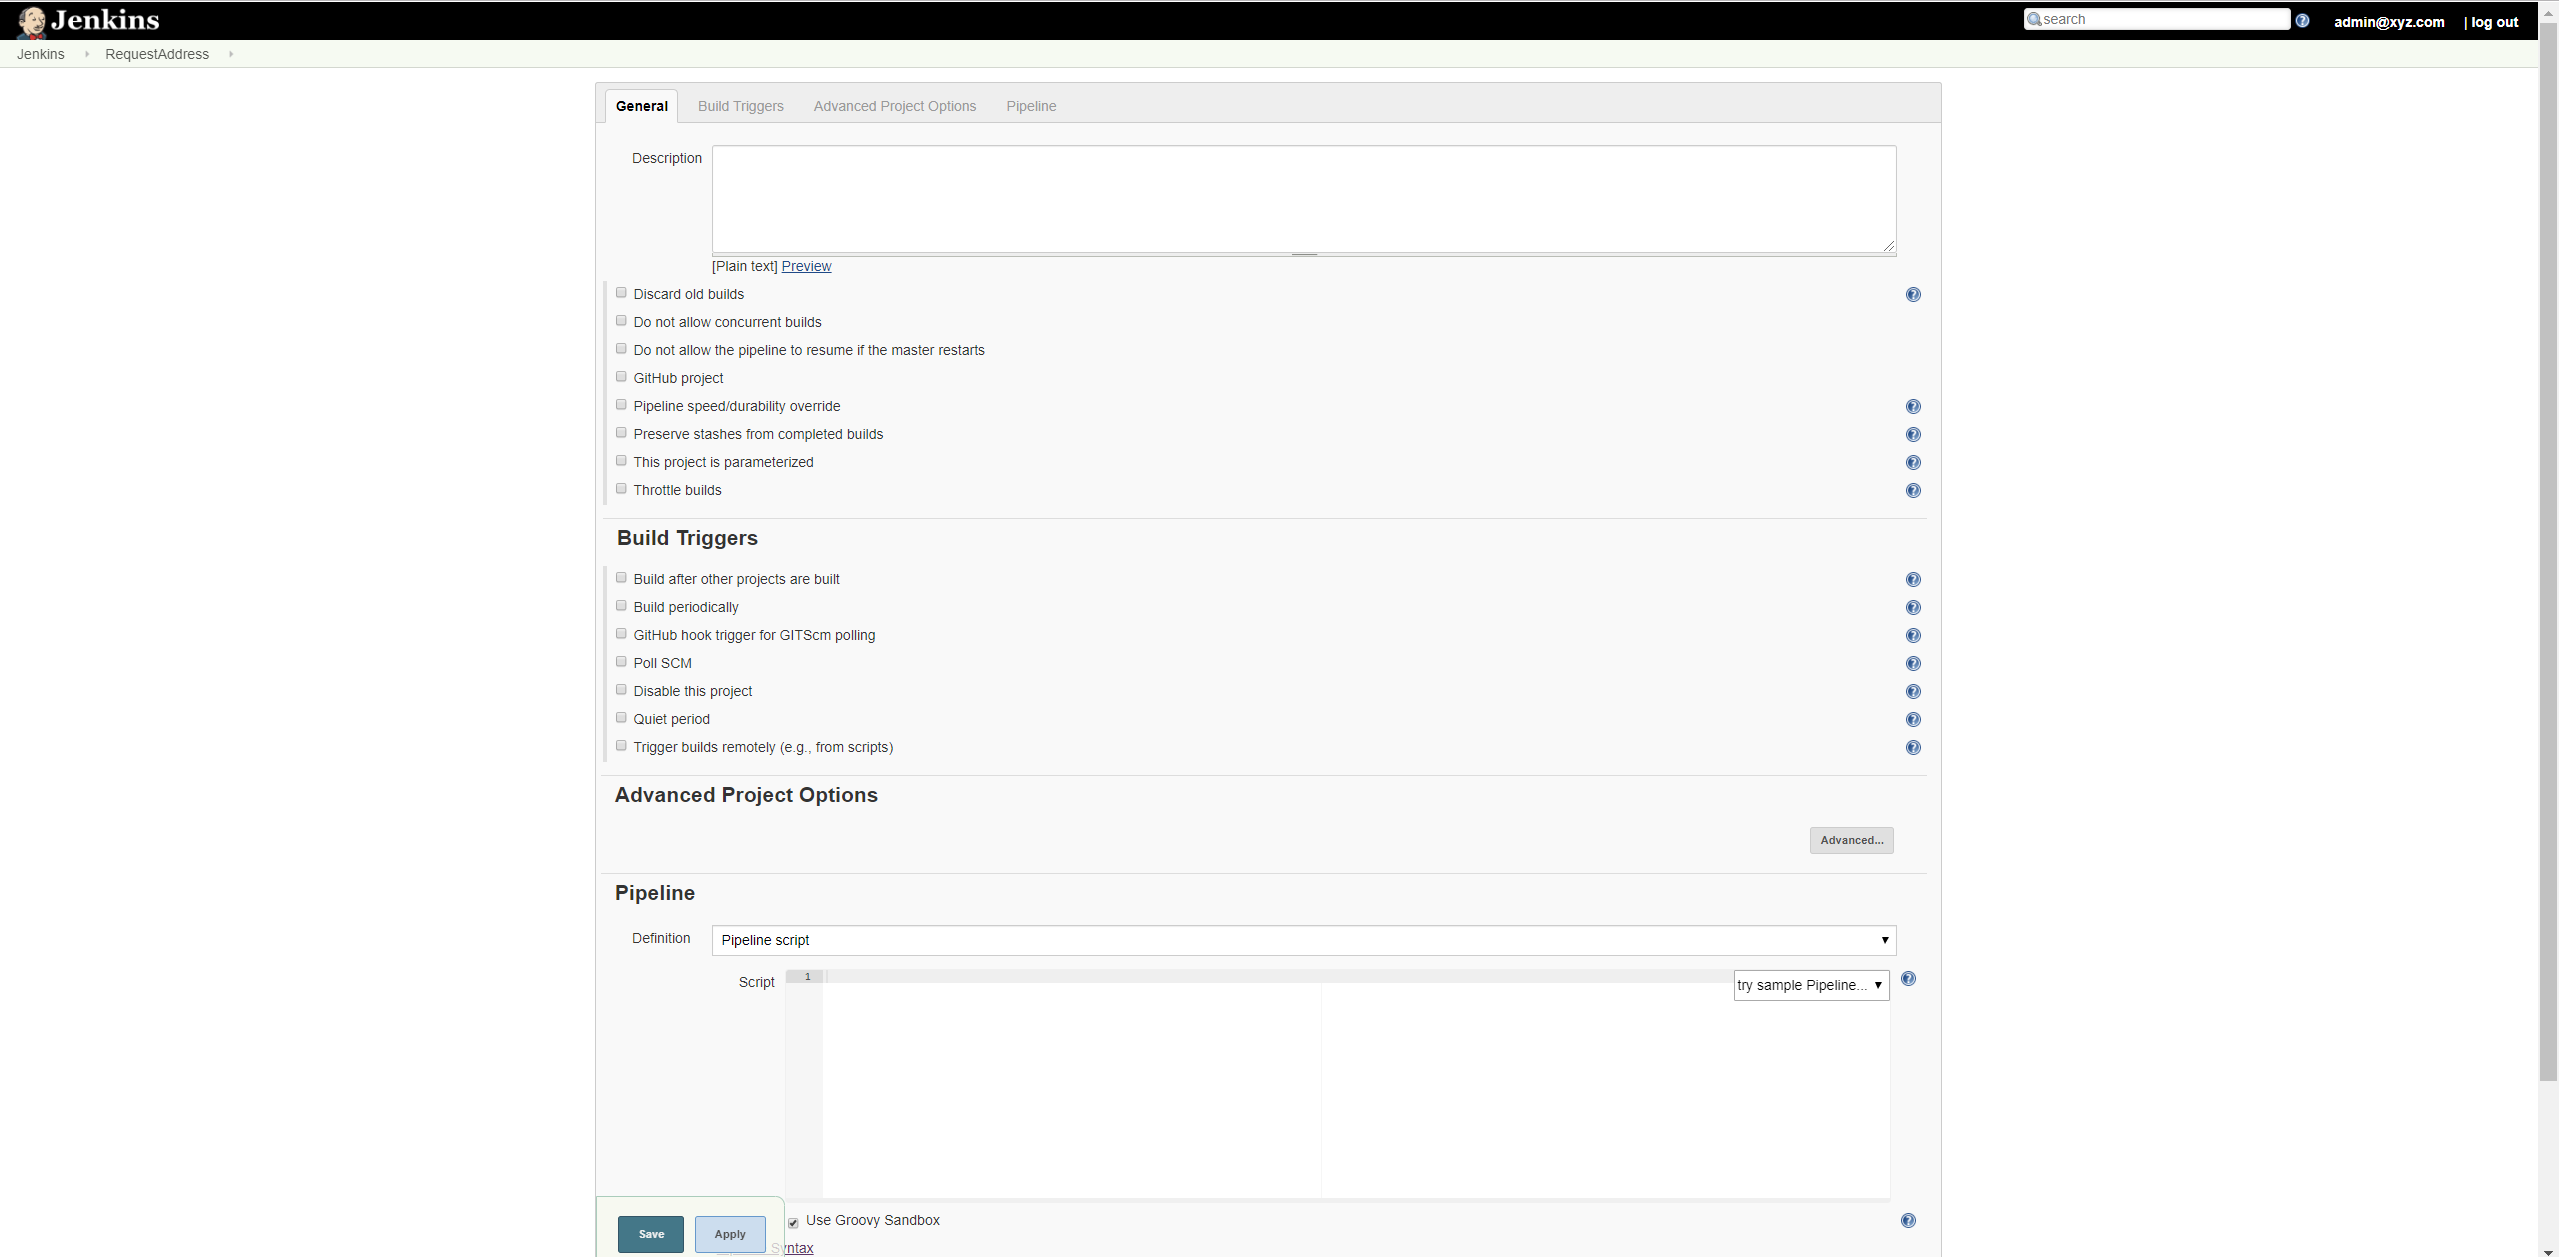 Jenkins
search
admin@xyz.com | log out
Jenkins RequestAddress
General Build Triggers Advanced Project Options Pipeline
Description
[Plain text] Preview
Discard old builds
Do not allow concurrent builds
Do not allow the pipeline to resume if the master restarts
GitHub project
Pipeline speed/durability override
Preserve stashes from completed builds
This project is parameterized
Throttle builds
Build Triggers
Build after other projects are built
Build periodically
GitHub hook trigger for GITScm polling
Poll SCM
Disable this project
Quiet period
Trigger builds remotely (e.g., from scripts)
Advanced Project Options
Advanced...
Pipeline
Definition Pipeline script
Script 1 try sample Pipeline...
Use Groovy Sandbox
Save Apply
Syntax